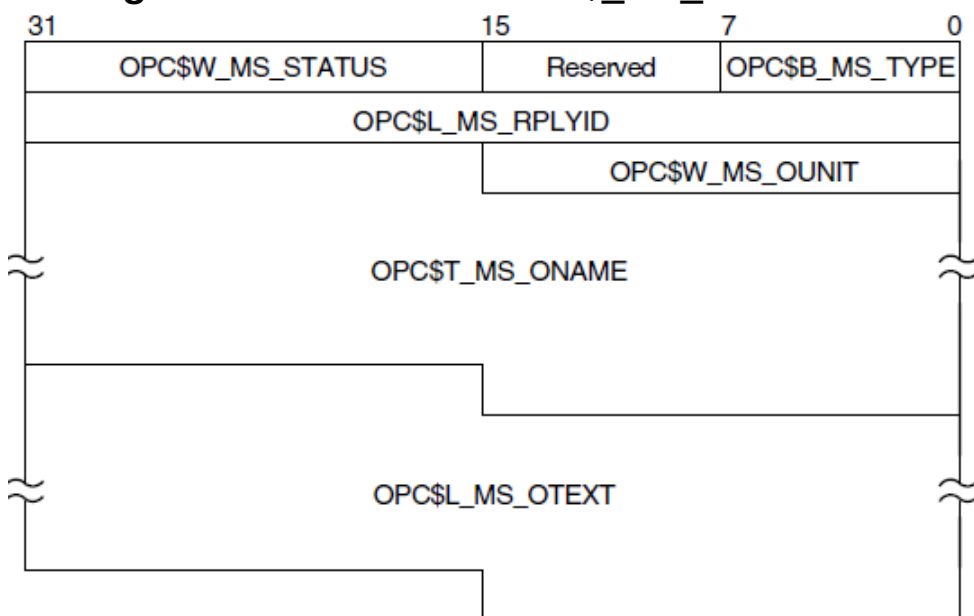 31 15 7 0
OPC$W_MS_STATUS Reserved OPC$B_MS_TYPE
OPC$L_MS_RPLYID
OPC$W_MS_OUNIT
OPC$T_MS_ONAME
OPC$L_MS_OTEXT